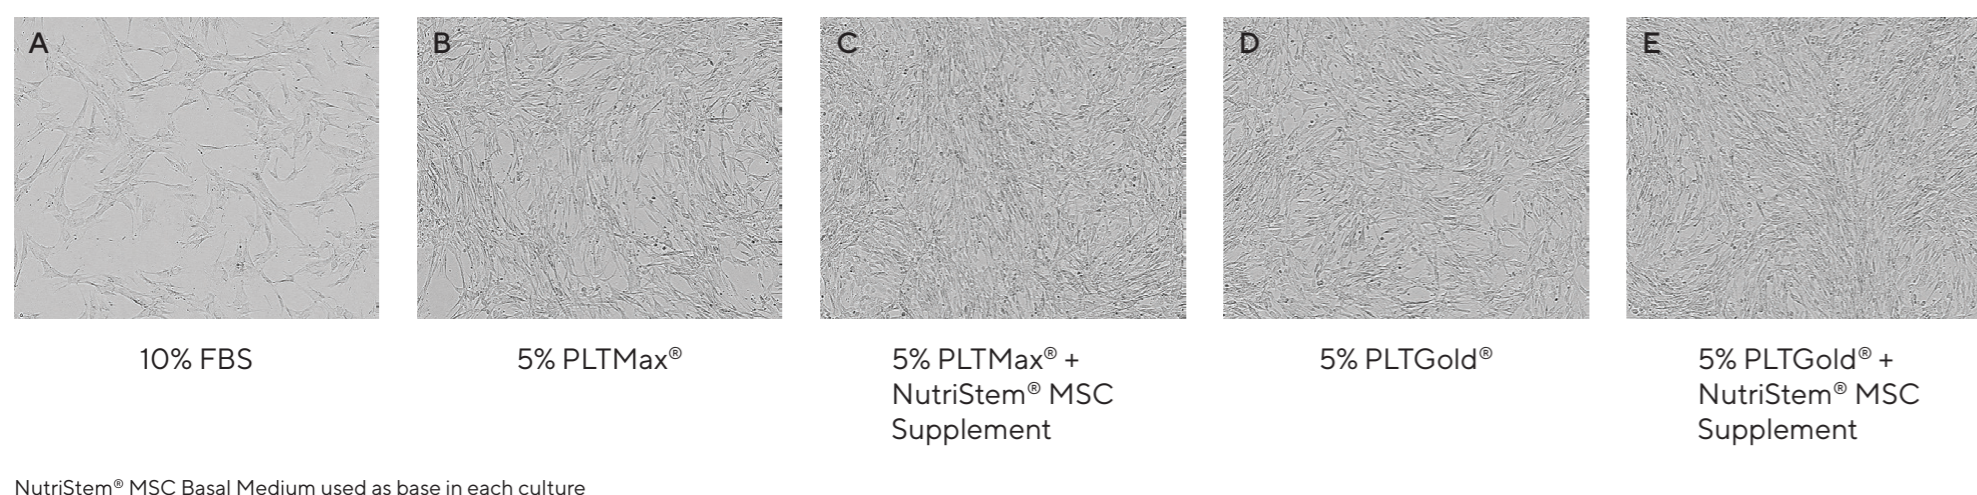 A
B
C
D
E
10% FBS
5% PLTMax®
5% PLTMax® +
NutriStem® MSC
Supplement
5% PLTGold®
5% PLTGold® +
NutriStem® MSC
Supplement
NutriStem® MSC Basal Medium used as base in each culture